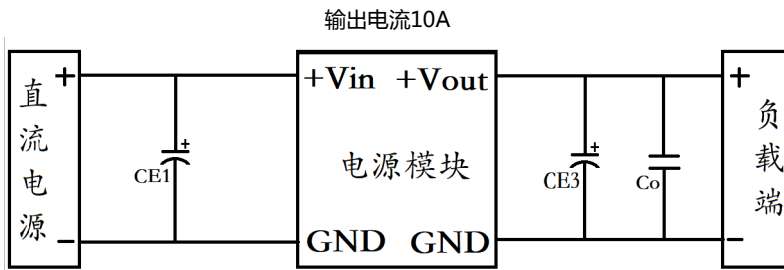 输出电流10A
直流电源
+
−
CE1
+
+Vin +Vout
电源模块
GND GND
CE3
+
Co
+
−
负载端